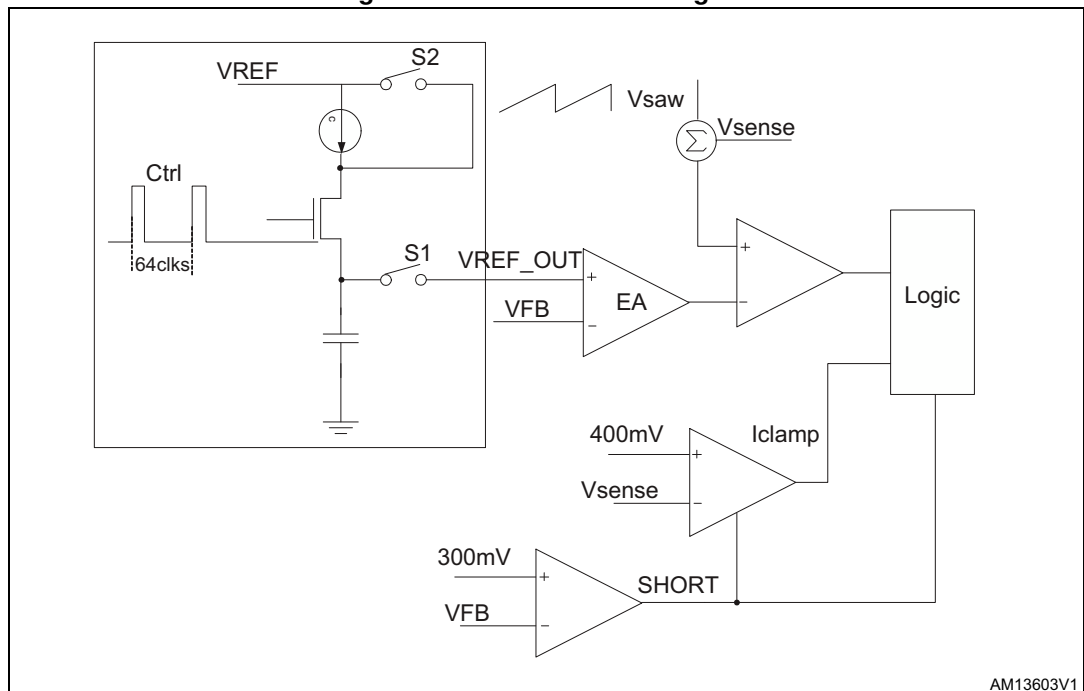 S2
VREF
C
Vsaw
Vsense
Σ
Ctrl
64clks
S1
VREF_OUT
+
+
EA
VFB
-
-
Logic
400mV
Iclamp
+
Vsense
-
300mV
+
SHORT
VFB
-
AM13603V1